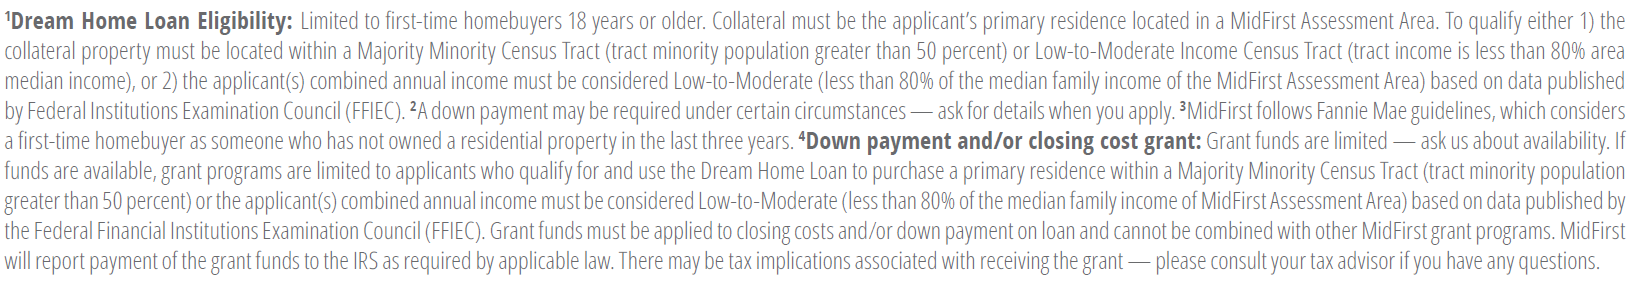 ¹Dream Home Loan Eligibility: Limited to first-time homebuyers 18 years or older. Collateral must be the applicant’s primary residence located in a MidFirst Assessment Area. To qualify either 1) the
collateral property must be located within a Majority Minority Census Tract (tract minority population greater than 50 percent) or Low-to-Moderate Income Census Tract (tract income is less than 80% area
median income), or 2) the applicant(s) combined annual income must be considered Low-to-Moderate (less than 80% of the median family income of the MidFirst Assessment Area) based on data published
by Federal Institutions Examination Council (FFIEC). ²A down payment may be required under certain circumstances — ask for details when you apply. ³MidFirst follows Fannie Mae guidelines, which considers
a first-time homebuyer as someone who has not owned a residential property in the last three years. ⁴Down payment and/or closing cost grant: Grant funds are limited — ask us about availability. If
funds are available, grant programs are limited to applicants who qualify for and use the Dream Home Loan to purchase a primary residence within a Majority Minority Census Tract (tract minority population
greater than 50 percent) or the applicant(s) combined annual income must be considered Low-to-Moderate (less than 80% of the median family income of MidFirst Assessment Area) based on data published by
the Federal Financial Institutions Examination Council (FFIEC). Grant funds must be applied to closing costs and/or down payment on loan and cannot be combined with other MidFirst grant programs. MidFirst
will report payment of the grant funds to the IRS as required by applicable law. There may be tax implications associated with receiving the grant — please consult your tax advisor if you have any questions.